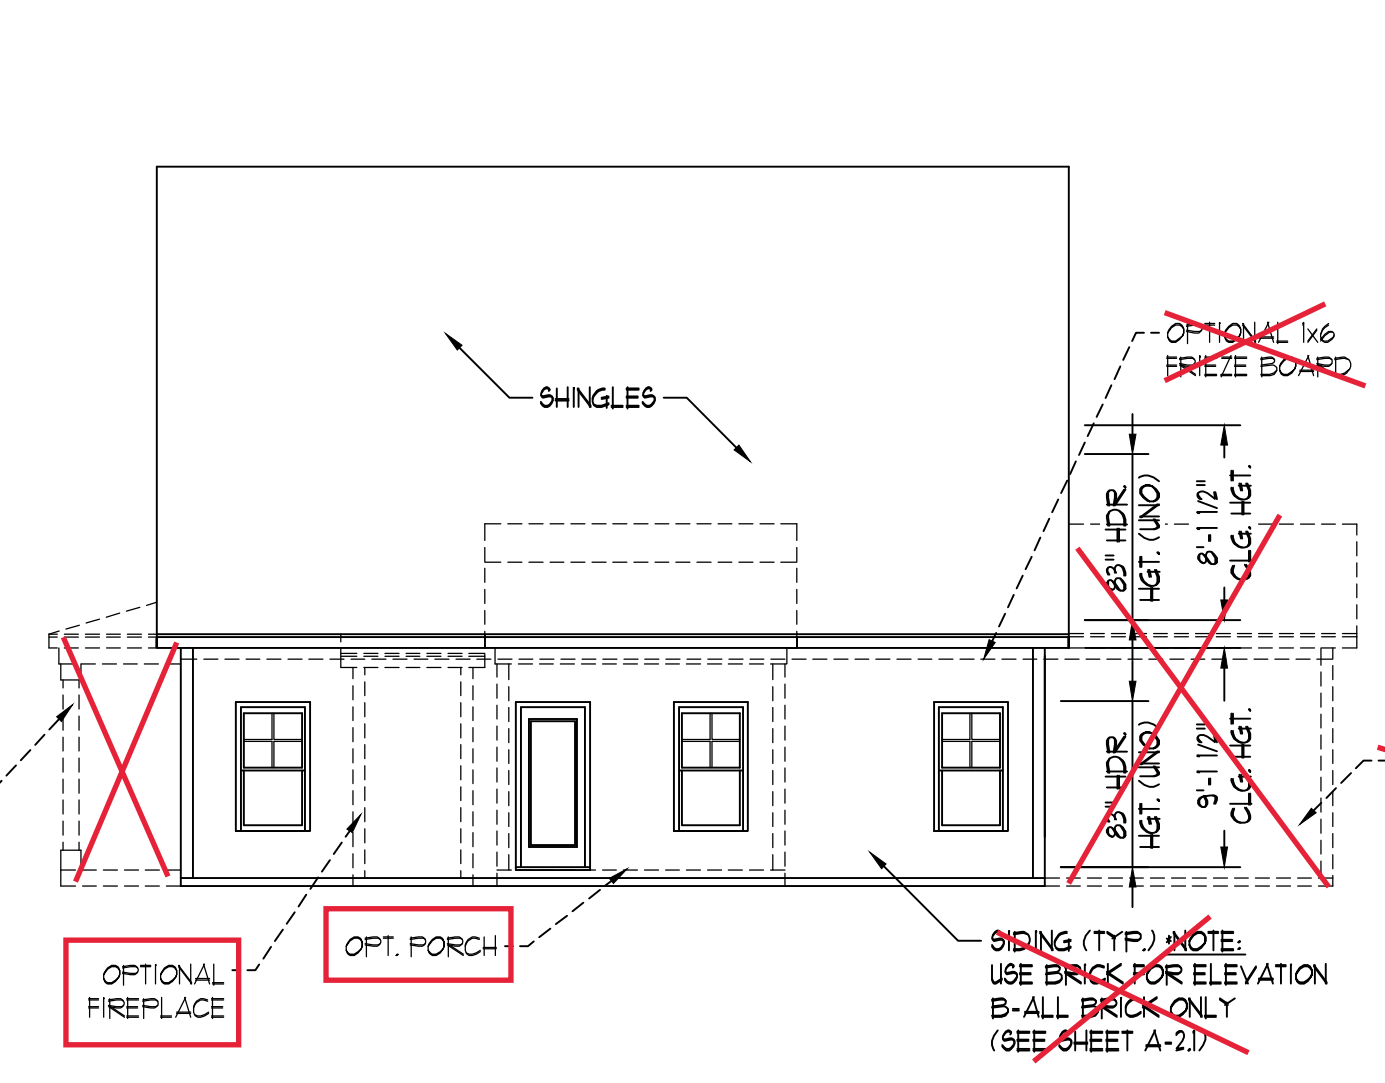 OPTIONAL 1x6
FRIEZE BOARD
SHINGLES
83" HDR.
HGT. (UNO)
8'-1 1/2"
CLG. HGT.
83" HDR.
HGT. (UNO)
9'-1 1/2"
CLG. HGT.
OPT. PORCH
OPTIONAL
FIREPLACE
SIDING (TYP.) *NOTE:
USE BRICK FOR ELEVATION
B-ALL BRICK ONLY
(SEE SHEET A-2.1)